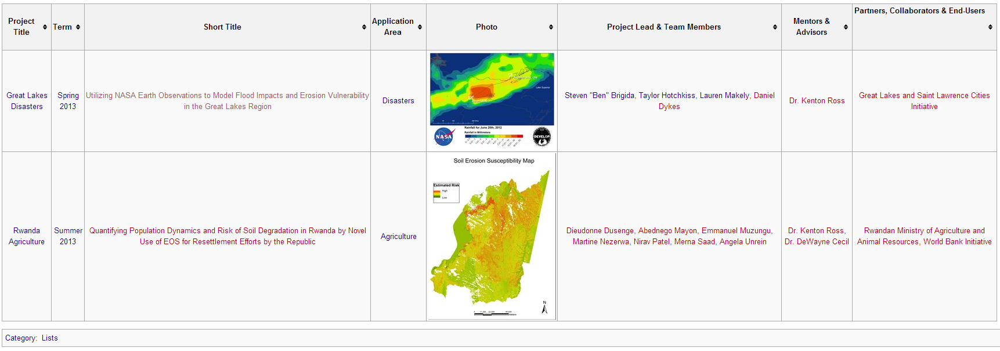 Project Title
Term
Short Title
Application Area
Photo
Project Lead & Team Members
Mentors & Advisors
Partners, Collaborators & End-Users
Great Lakes Disasters
Spring 2013
Utilizing NASA Earth Observations to Model Flood Impacts and Erosion Vulnerability
in the Great Lakes Region
Disasters
Lake Superior
Rainfall for June 20th, 2012
Rainfall in Millimeters
NASA
DEVELOP
Steven "Ben" Brigida, Taylor Hotchkiss, Lauren Makely, Daniel
Dykes
Dr. Kenton Ross
Great Lakes and Saint Lawrence Cities
Initiative
Rwanda
Agriculture
Summer
2013
Quantifying Population Dynamics and Risk of Soil Degradation in Rwanda by Novel
Use of EOS for Resettlement Efforts by the Republic
Agriculture
Soil Erosion Susceptibility Map
Estimated Risk
High
Low
N
Meters
Dieudonne Dusenge, Abednego Mayon, Emmanuel Muzungu,
Martine Nezerwa, Nirav Patel, Merna Saad, Angela Unrein
Dr. Kenton Ross,
Dr. DeWayne Cecil
Rwandan Ministry of Agriculture and
Animal Resources, World Bank Initiative
Category: Lists